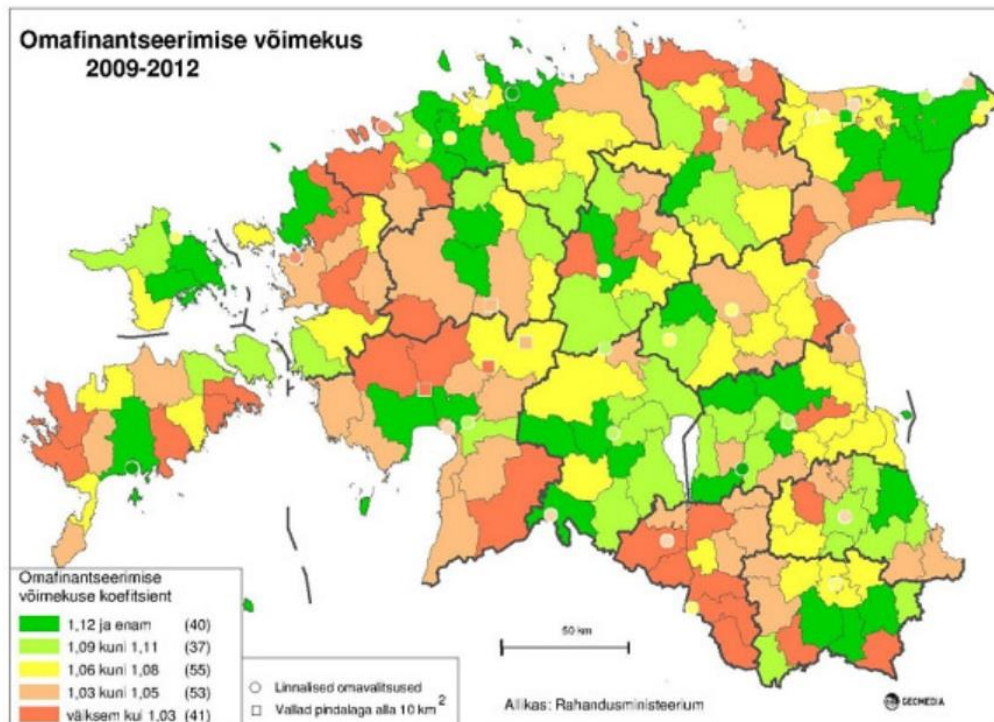 Omafinantseerimise võimekus
2009-2012
Omafinantseerimise
võimekuse koefitsient
1,12 ja enam (40)
1,09 kuni 1,11 (37)
1,06 kuni 1,08 (55)
1,03 kuni 1,05 (53)
väiksem kui 1,03 (41)
Linnalised omavalitsused
Vallad pindalaga alla 10 km²
50 km
Allikas: Rahandusministeerium
GEOMEDIA